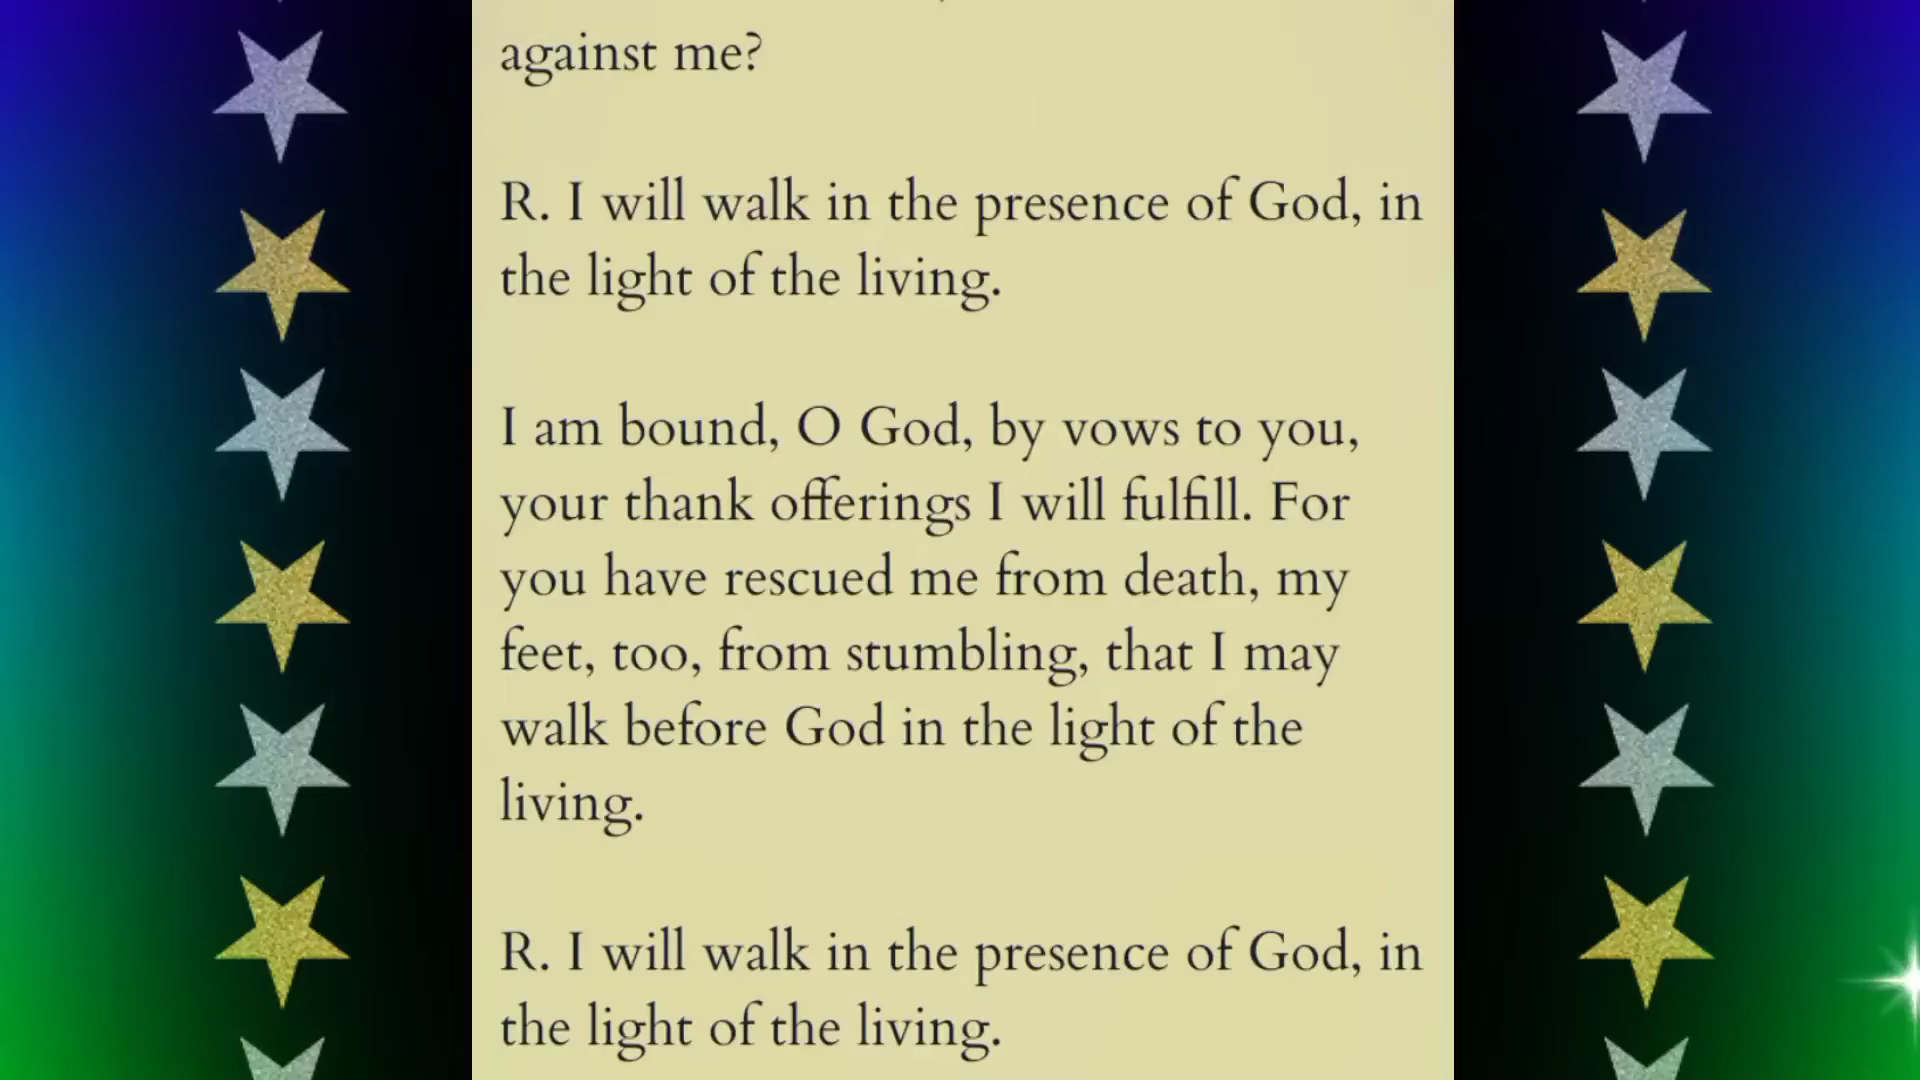 against me?
R. I will walk in the presence of God, in
the light of the living.
I am bound, O God, by vows to you,
your thank offerings I will fulfill. For
you have rescued me from death, my
feet, too, from stumbling, that I may
walk before God in the light of the
living.
R. I will walk in the presence of God, in
the light of the living.